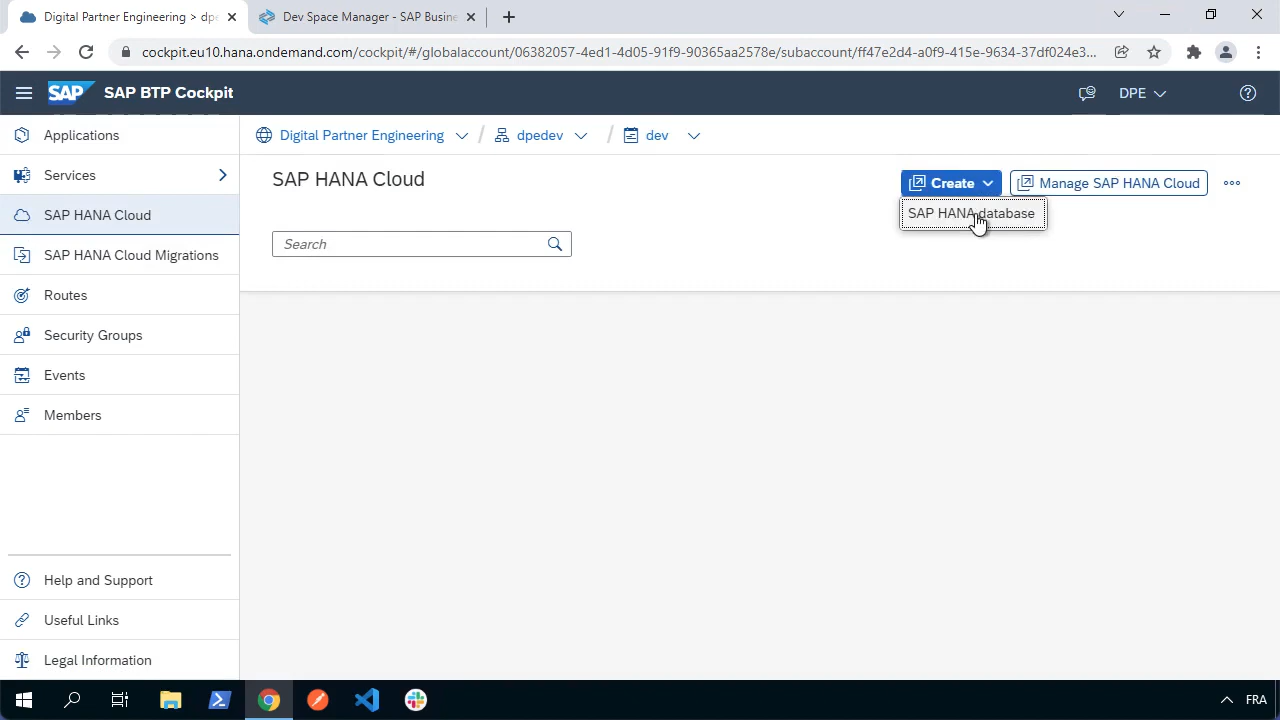 Digital Partner Engineering > dpe
Dev Space Manager - SAP Busine
cockpit.eu10.hana.ondemand.com/cockpit/#/globalaccount/06382057-4ed1-4d05-91f9-90365aa2578e/subaccount/ff47e2d4-a0f9-415e-9634-37df024e3...
SAP
SAP BTP Cockpit
DPE
Applications
Services
SAP HANA Cloud
SAP HANA Cloud Migrations
Routes
Security Groups
Events
Members
Help and Support
Useful Links
Legal Information
Digital Partner Engineering / dpedev / dev
SAP HANA Cloud
Create
Manage SAP HANA Cloud
SAP HANA database
Search
FRA